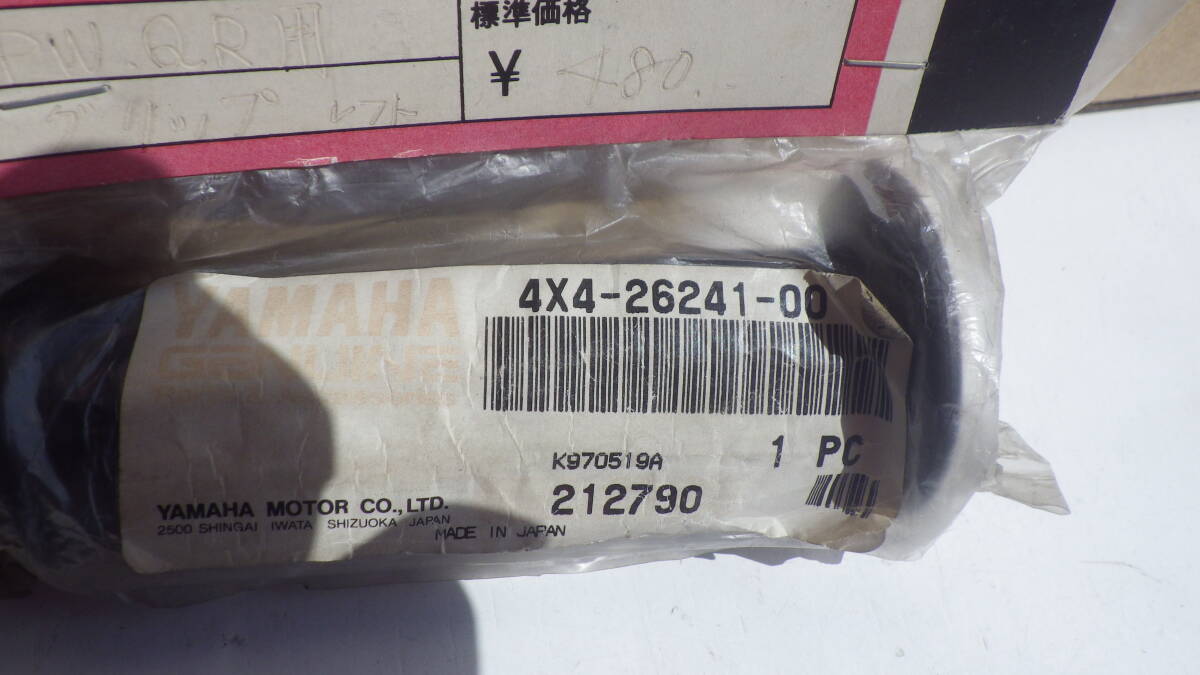 標準価格
PW.QR用
¥ 480.
グリップ レフト
YAMAHA
GENUINE
4X4-26241-00
1 PC
K970519A
212790
YAMAHA MOTOR CO.,LTD.
2500 SHINGAI IWATA SHIZUOKA JAPAN
MADE IN JAPAN